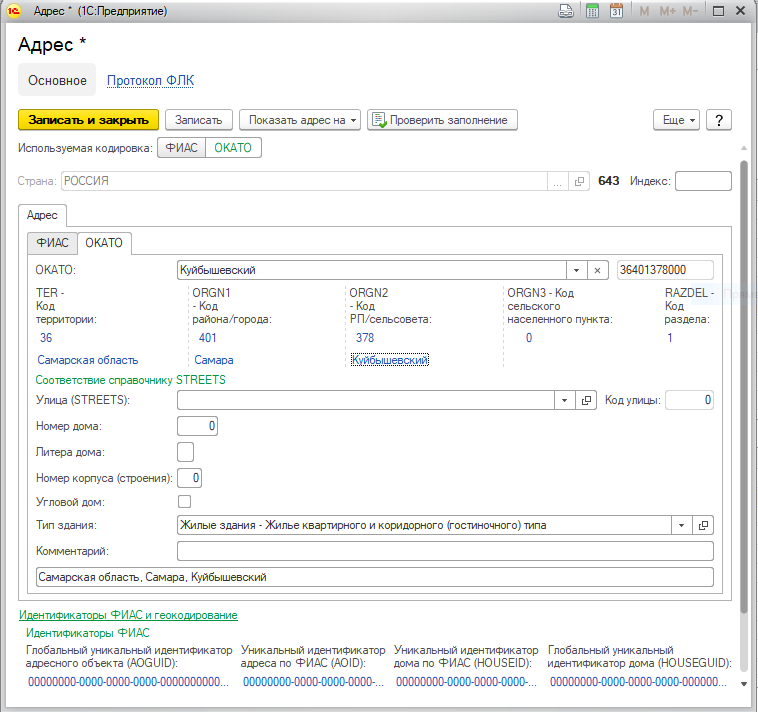 Адрес * (1С:Предприятие)
M M+ M-
Адрес *
Основное Протокол ФЛК
Записать и закрыть Записать Показать адрес на Проверить заполнение Еще ?
Используемая кодировка: ФИАС ОКАТО
Страна: РОССИЯ ... 643 Индекс:
Адрес
ФИАС ОКАТО
ОКАТО: Куйбышевский 36401378000
TER - ORGN1 ORGN2 ORGN3 - Код RAZDEL -
Код - Код - Код сельского Код
территории: района/города: РП/сельсовета: населенного пункта: раздела:
36 401 378 0 1
Самарская область Самара Куйбышевский
Соответствие справочнику STREETS
Улица (STREETS): Код улицы: 0
Номер дома: 0
Литера дома:
Номер корпуса (строения): 0
Угловой дом:
Тип здания: Жилые здания - Жилье квартирного и коридорного (гостиночного) типа
Комментарий:
Самарская область, Самара, Куйбышевский
Идентификаторы ФИАС и геокодирование
Идентификаторы ФИАС
Глобальный уникальный идентификатор Уникальный идентификатор Уникальный идентификатор Глобальный уникальный
адресного объекта (AOGUID): адреса по ФИАС (AOID): дома по ФИАС (HOUSEID): идентификатор дома (HOUSEGUID):
00000000-0000-0000-0000-0000000000... 00000000-0000-0000-0000-... 00000000-0000-0000-0000-... 00000000-0000-0000-0000-000000...